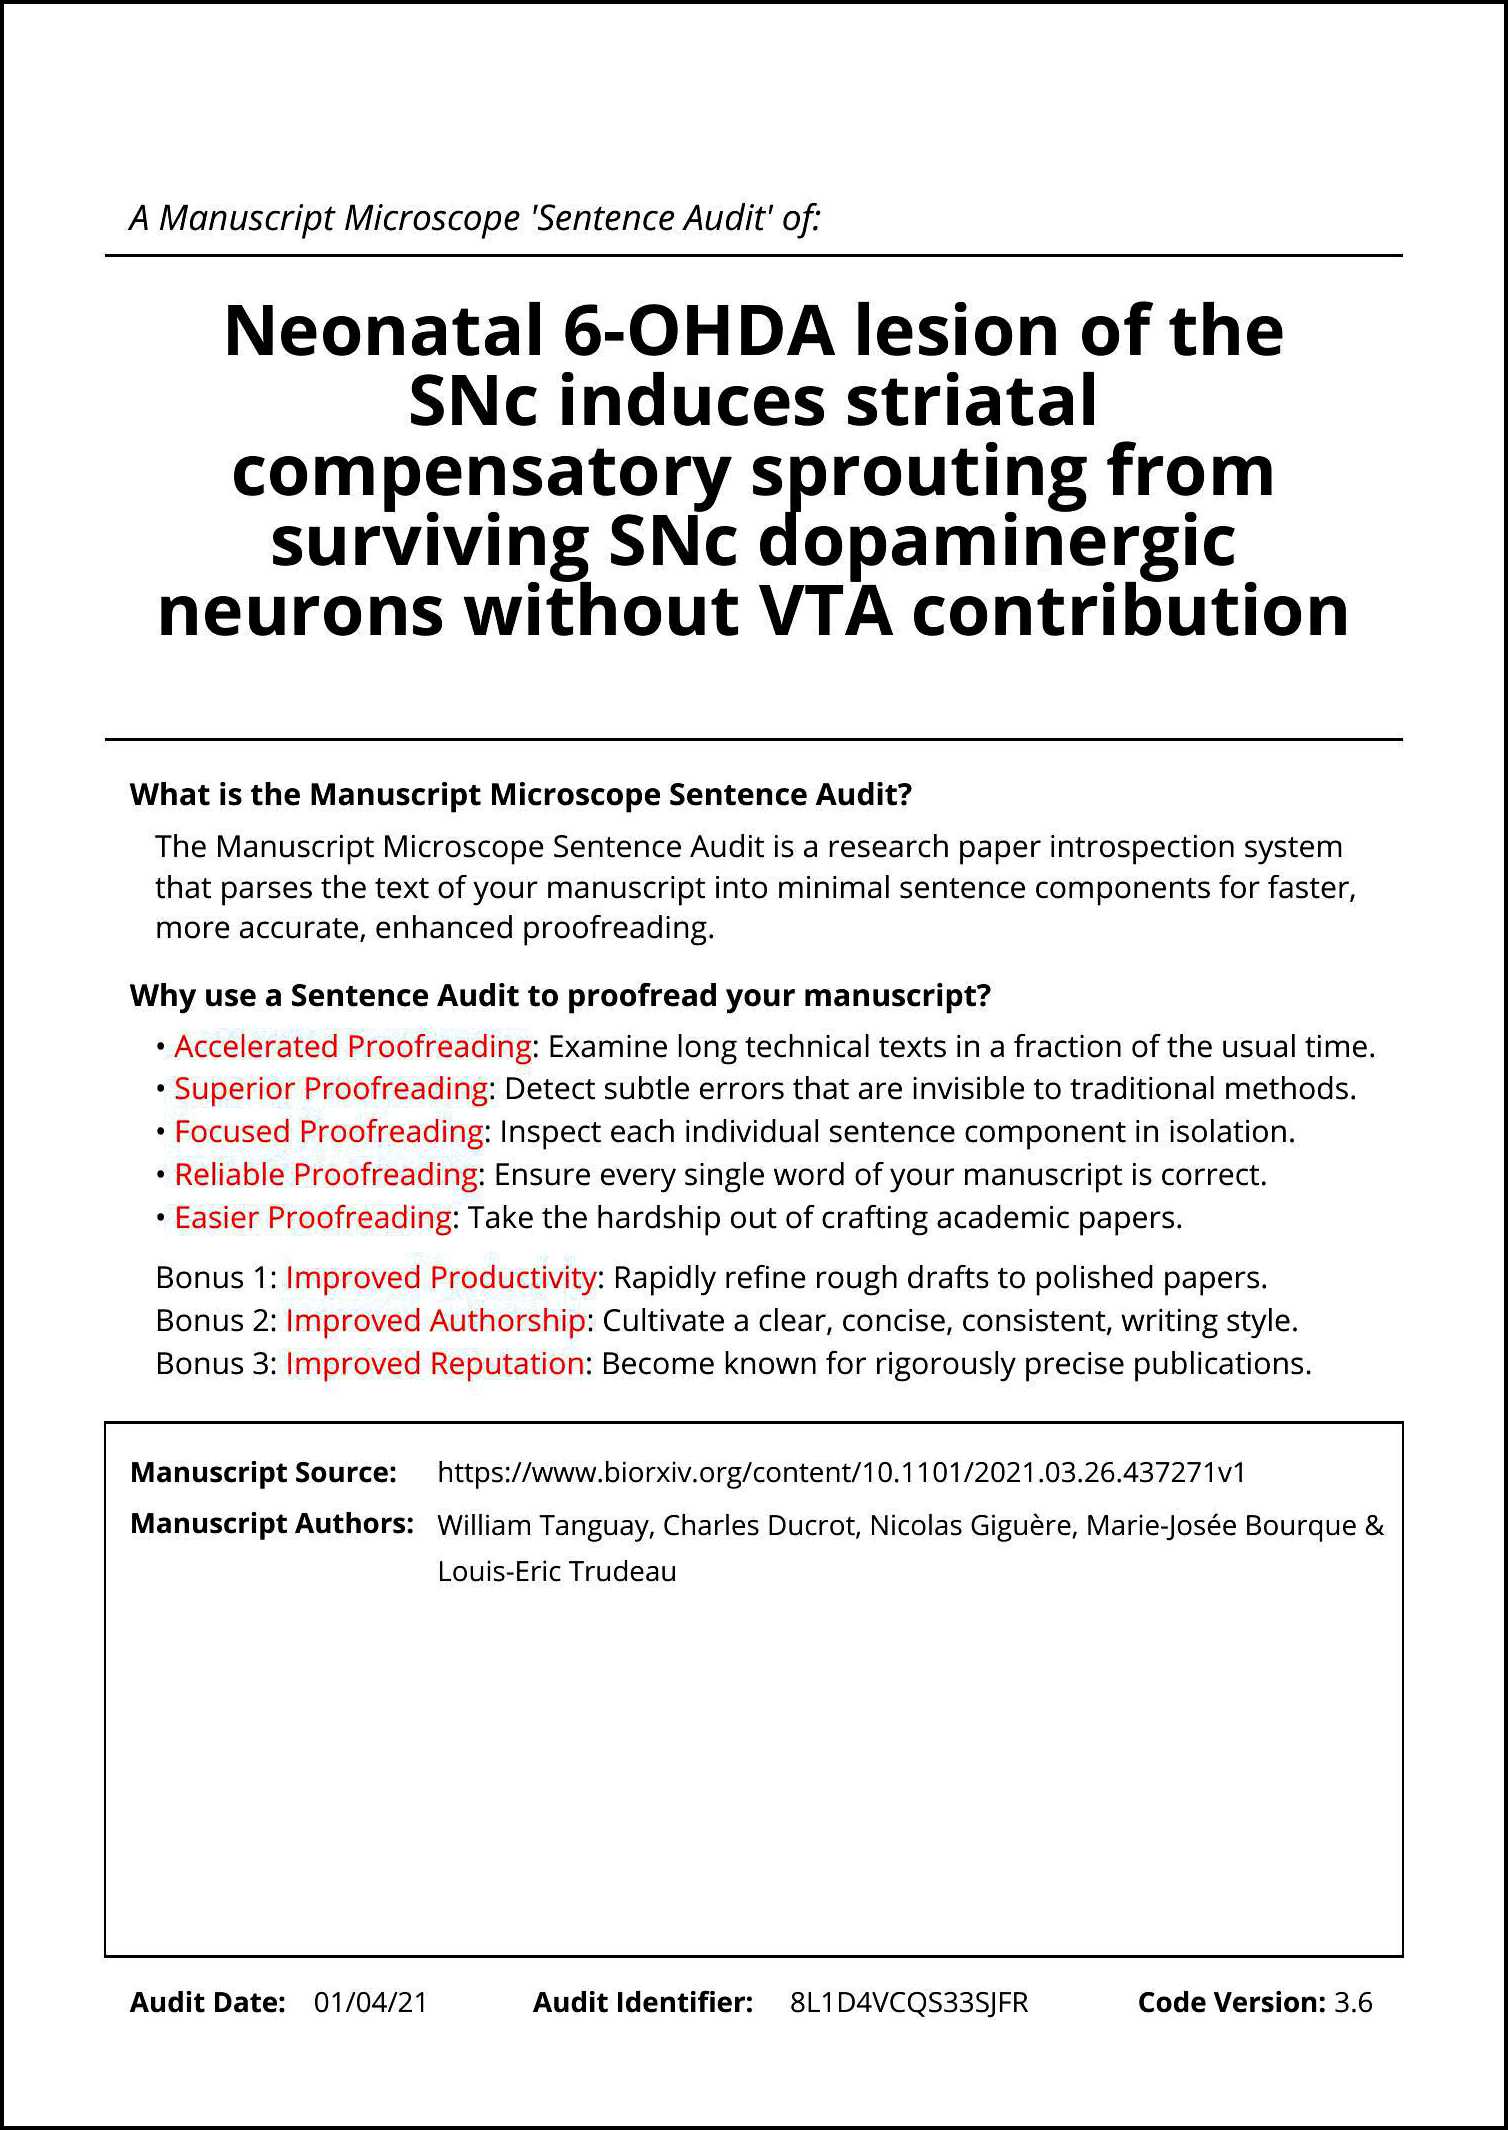 A Manuscript Microscope 'Sentence Audit' of:
Neonatal 6-OHDA lesion of the
SNc induces striatal
compensatory sprouting from
surviving SNc dopaminergic
neurons without VTA contribution
What is the Manuscript Microscope Sentence Audit?
The Manuscript Microscope Sentence Audit is a research paper introspection system
that parses the text of your manuscript into minimal sentence components for faster,
more accurate, enhanced proofreading.
Why use a Sentence Audit to proofread your manuscript?
• Accelerated Proofreading: Examine long technical texts in a fraction of the usual time.
• Superior Proofreading: Detect subtle errors that are invisible to traditional methods.
• Focused Proofreading: Inspect each individual sentence component in isolation.
• Reliable Proofreading: Ensure every single word of your manuscript is correct.
• Easier Proofreading: Take the hardship out of crafting academic papers.
Bonus 1: Improved Productivity: Rapidly refine rough drafts to polished papers.
Bonus 2: Improved Authorship: Cultivate a clear, concise, consistent, writing style.
Bonus 3: Improved Reputation: Become known for rigorously precise publications.
Manuscript Source: https://www.biorxiv.org/content/10.1101/2021.03.26.437271v1
Manuscript Authors: William Tanguay, Charles Ducrot, Nicolas Giguère, Marie-Josée Bourque &
Louis-Eric Trudeau
Audit Date: 01/04/21 Audit Identifier: 8L1D4VCQS33SJFR Code Version: 3.6